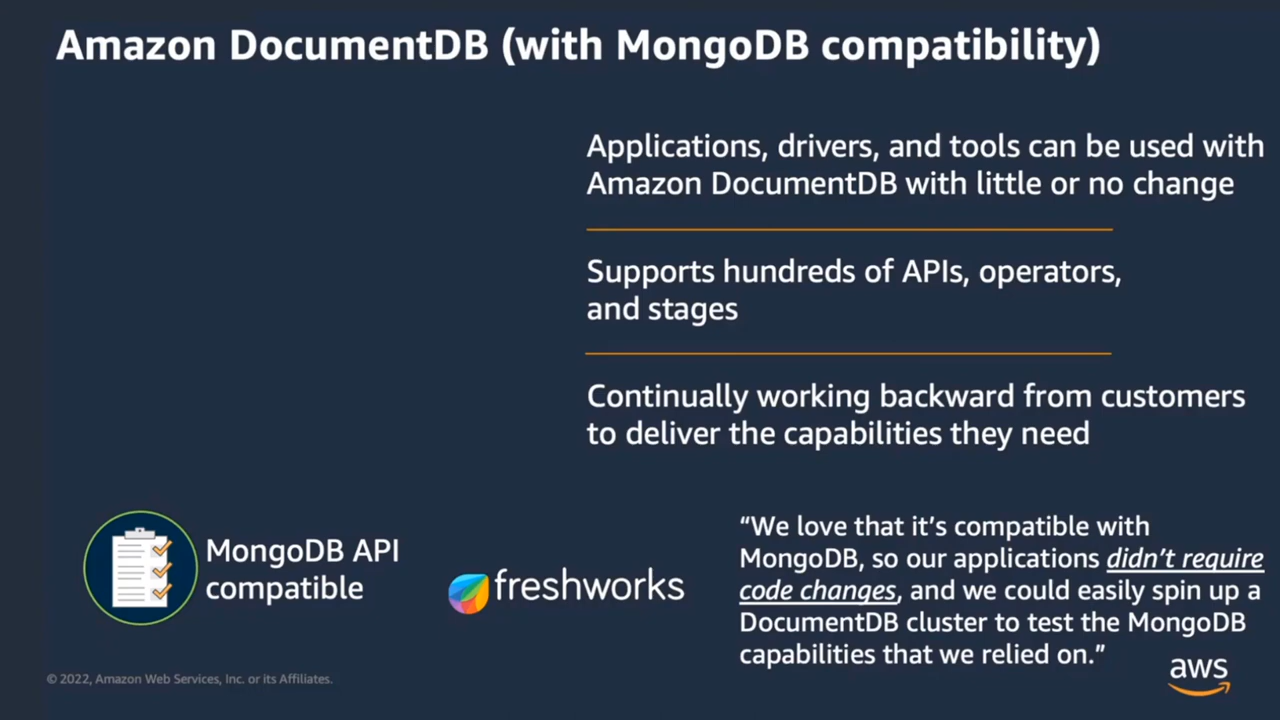 Amazon DocumentDB (with MongoDB compatibility)
Applications, drivers, and tools can be used with
Amazon DocumentDB with little or no change
Supports hundreds of APIs, operators,
and stages
Continually working backward from customers
to deliver the capabilities they need
MongoDB API
compatible
freshworks
“We love that it’s compatible with
MongoDB, so our applications didn’t require
code changes, and we could easily spin up a
DocumentDB cluster to test the MongoDB
capabilities that we relied on.”
© 2022, Amazon Web Services, Inc. or its Affiliates.
aws